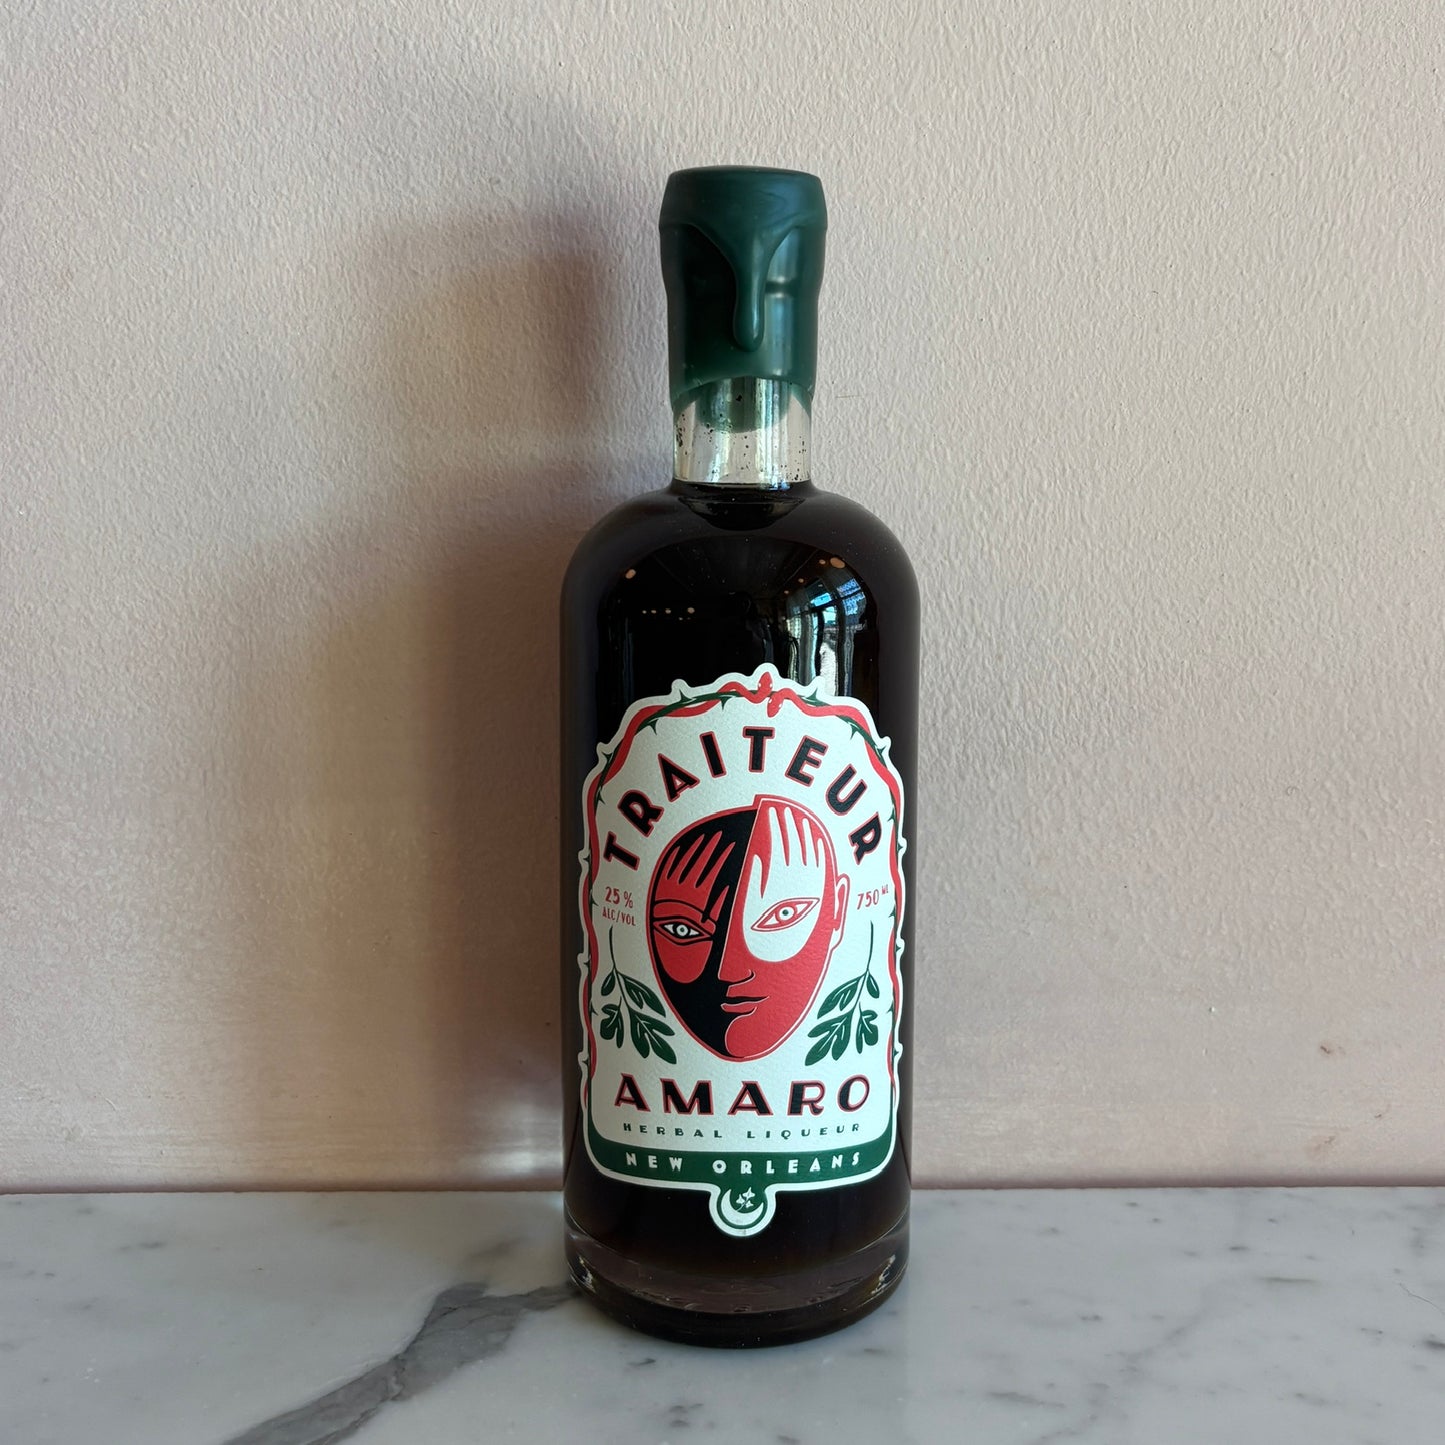 TRAITEUR
25%
ALC/VOL
750 ML
AMARO
HERBAL LIQUEUR
NEW ORLEANS